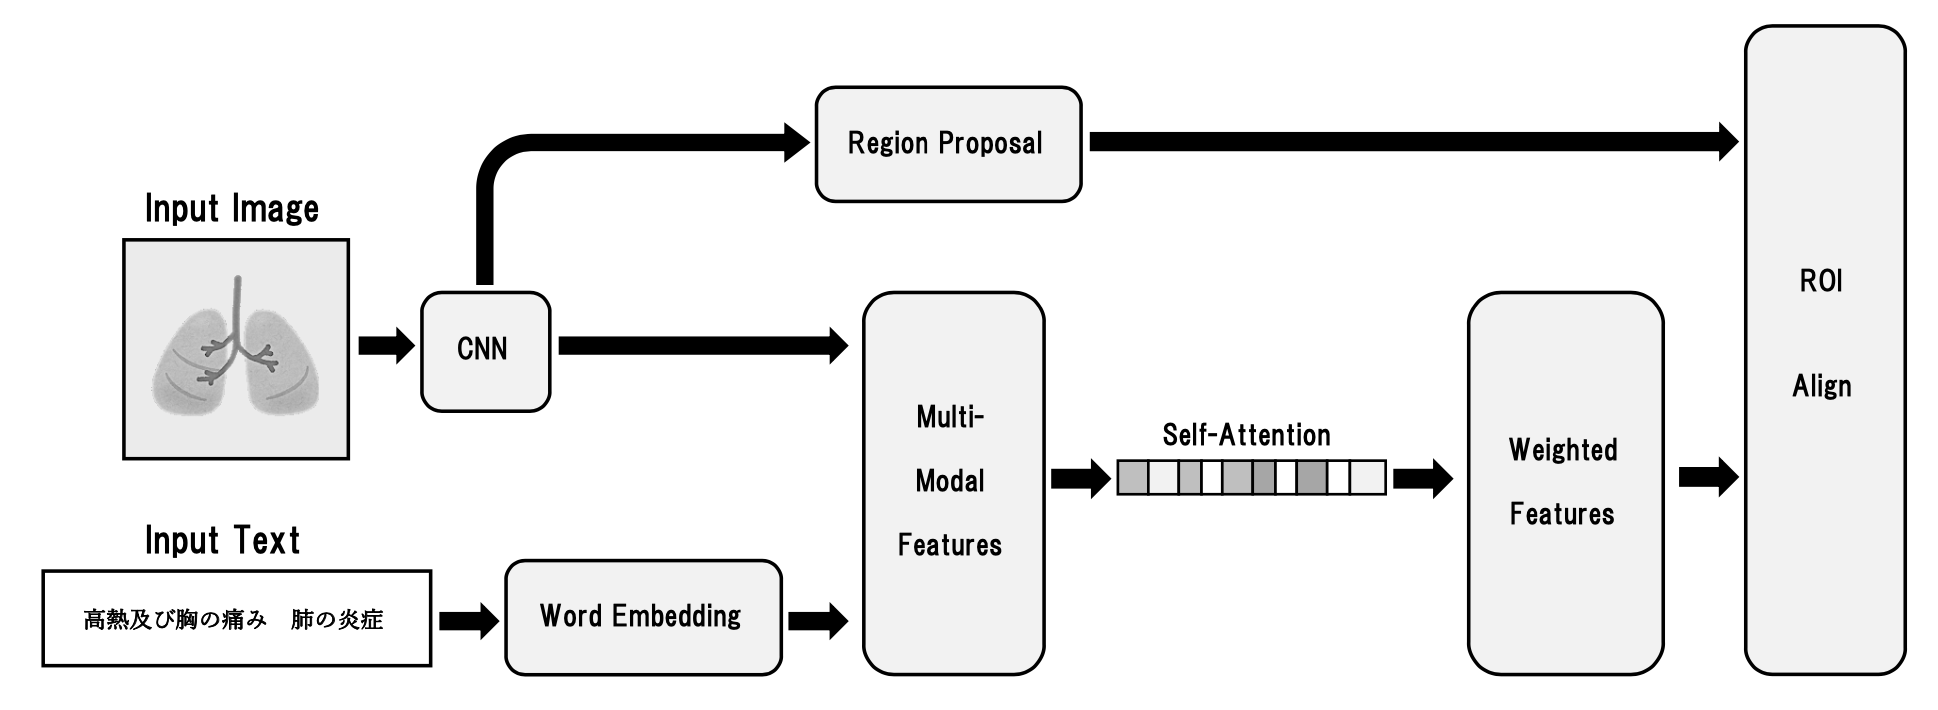 Input Image
CNN
Region Proposal
Input Text
高熱及び胸の痛み　肺の炎症
Word Embedding
Multi-
Modal
Features
Self-Attention
Weighted
Features
ROI
Align